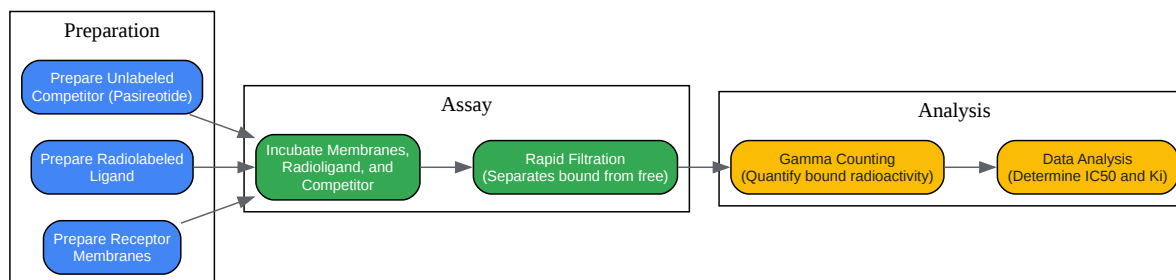 Preparation
Prepare Unlabeled
Competitor (Pasireotide)
Prepare Radiolabeled
Ligand
Prepare Receptor
Membranes
Assay
Incubate Membranes,
Radioligand, and
Competitor
Rapid Filtration
(Separates bound from free)
Analysis
Gamma Counting
(Quantify bound radioactivity)
Data Analysis
(Determine IC50 and Ki)